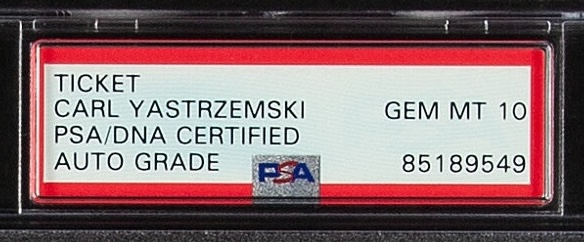 TICKET
CARL YASTRZEMSKI GEM MT 10
PSA/DNA CERTIFIED
AUTO GRADE 85189549
PSA